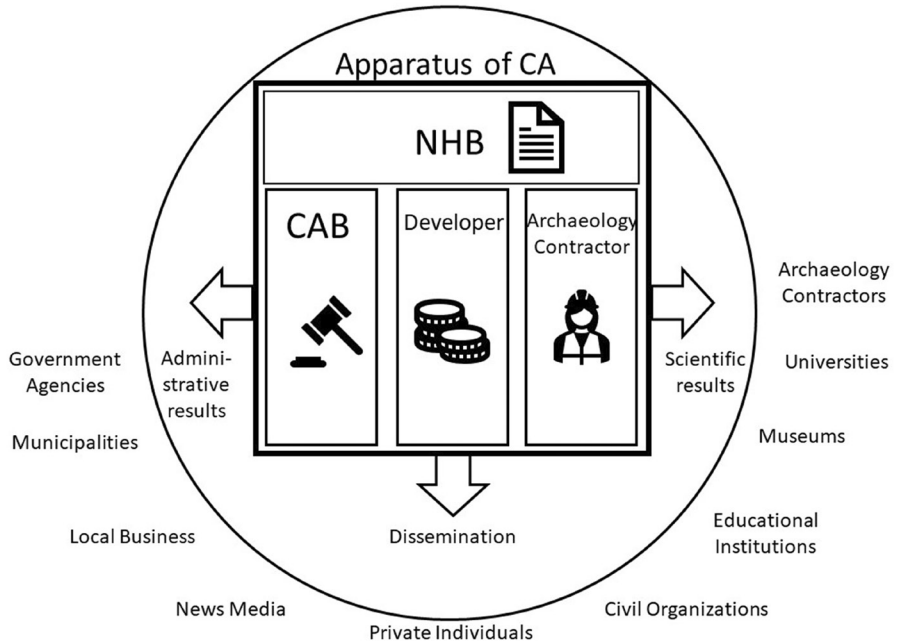 Apparatus of CA
NHB
CAB
Developer
Archaeology
Contractor
Admini-
strative
results
Scientific
results
Dissemination
Government
Agencies
Municipalities
Local Business
News Media
Private Individuals
Civil Organizations
Educational
Institutions
Museums
Universities
Archaeology
Contractors